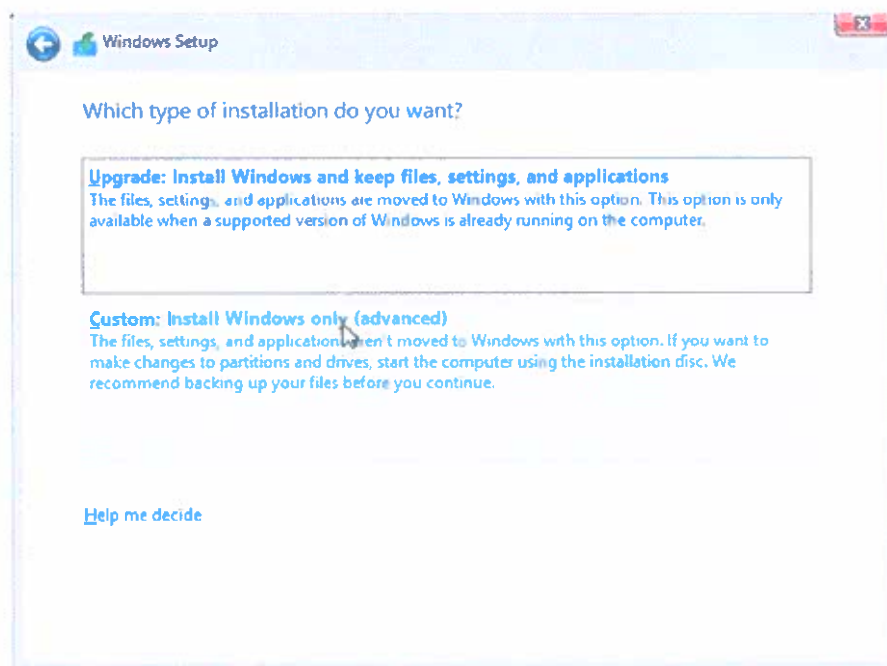 Windows Setup
Which type of installation do you want?
Upgrade: Install Windows and keep files, settings, and applications
The files, settings, and applications are moved to Windows with this option. This option is only
available when a supported version of Windows is already running on the computer.
Custom: Install Windows only (advanced)
The files, settings, and applications aren't moved to Windows with this option. If you want to
make changes to partitions and drives, start the computer using the installation disc. We
recommend backing up your files before you continue.
Help me decide